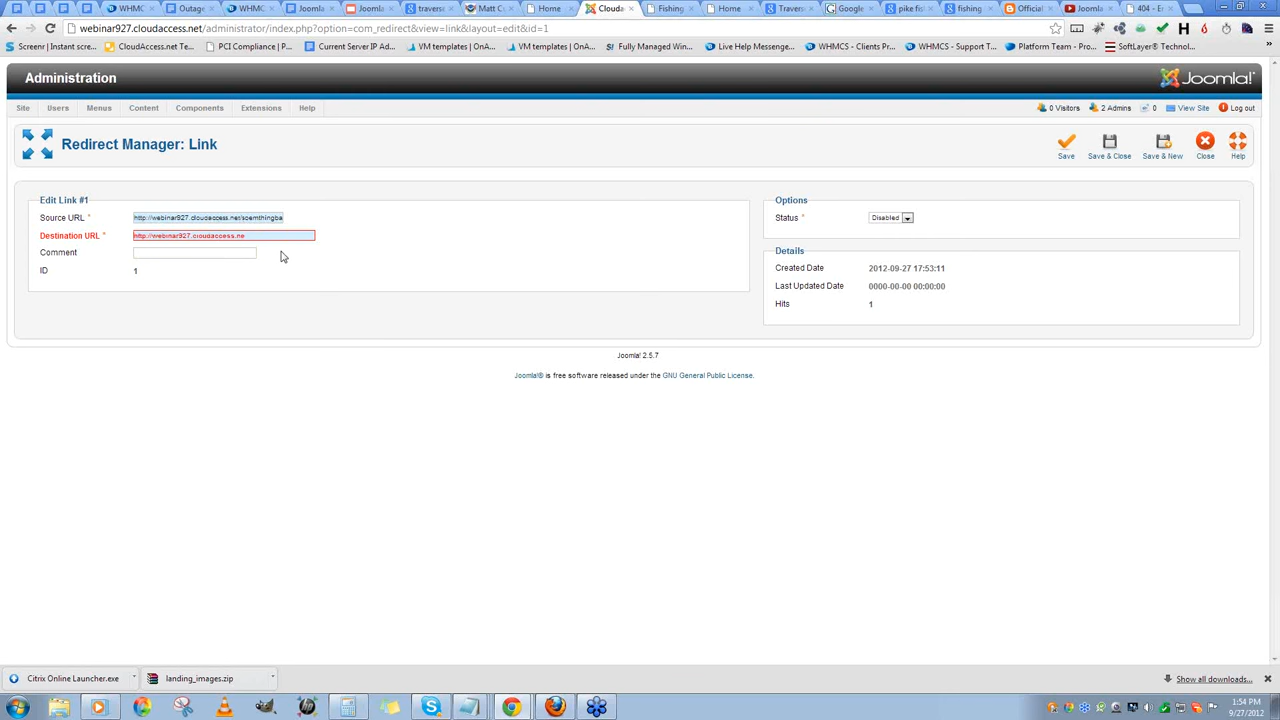 WHMC
Outage
WHMC
Joomla
Joomla
travers
Matt C
Home
Clouda
Fishing
Home
Travers
Google
pike fis
fishing
Official
Joomla
404 - Er
webinar927.cloudaccess.net/administrator/index.php?option=com_redirect&view=link&layout=edit&id=1
Screenr | Instant scree...
CloudAccess.net Te...
PCI Compliance | P...
Current Server IP Ad...
VM templates | OnA...
VM templates | OnA...
Fully Managed Win...
Live Help Messenge...
WHMCS - Clients Pr...
WHMCS - Support T...
Platform Team - Pro...
SoftLayer® Technol...
Administration
Joomla!
Site Users Menus Content Components Extensions Help
0 Visitors 2 Admins 0 View Site Log out
Redirect Manager: Link
Save Save & Close Save & New Close Help
Edit Link #1
Source URL * http://webinar927.cloudaccess.net/soemthingba
Destination URL * http://webinar927.cloudaccess.ne
Comment
ID 1
Options
Status * Disabled
Details
Created Date 2012-09-27 17:53:11
Last Updated Date 0000-00-00 00:00:00
Hits 1
Joomla! 2.5.7
Joomla!® is free software released under the GNU General Public License.
Citrix Online Launcher.exe
landing_images.zip
Show all downloads...
1:54 PM
9/27/2012